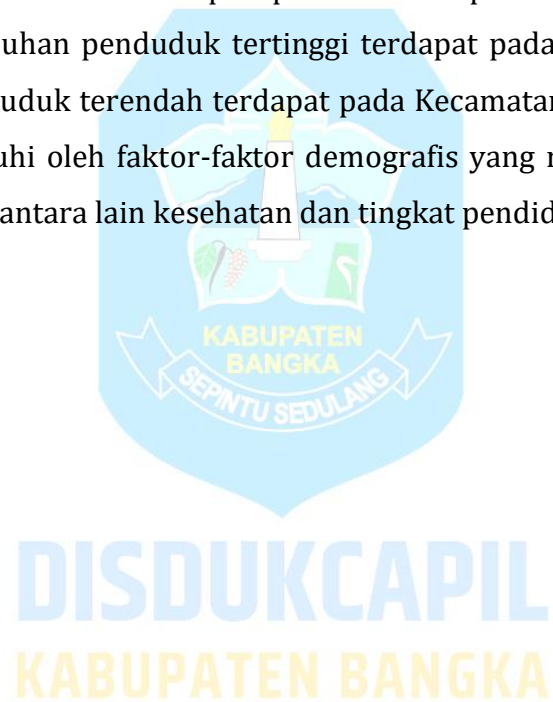 uhan penduduk tertinggi terdapat pada
uduk terendah terdapat pada Kecamatan
uhi oleh faktor-faktor demografis yang
antara lain kesehatan dan tingkat pendid
KABUPATEN
BANGKA
SEPINTU SEDULANG
DISDUKCAPIL
KABUPATEN BANGKA